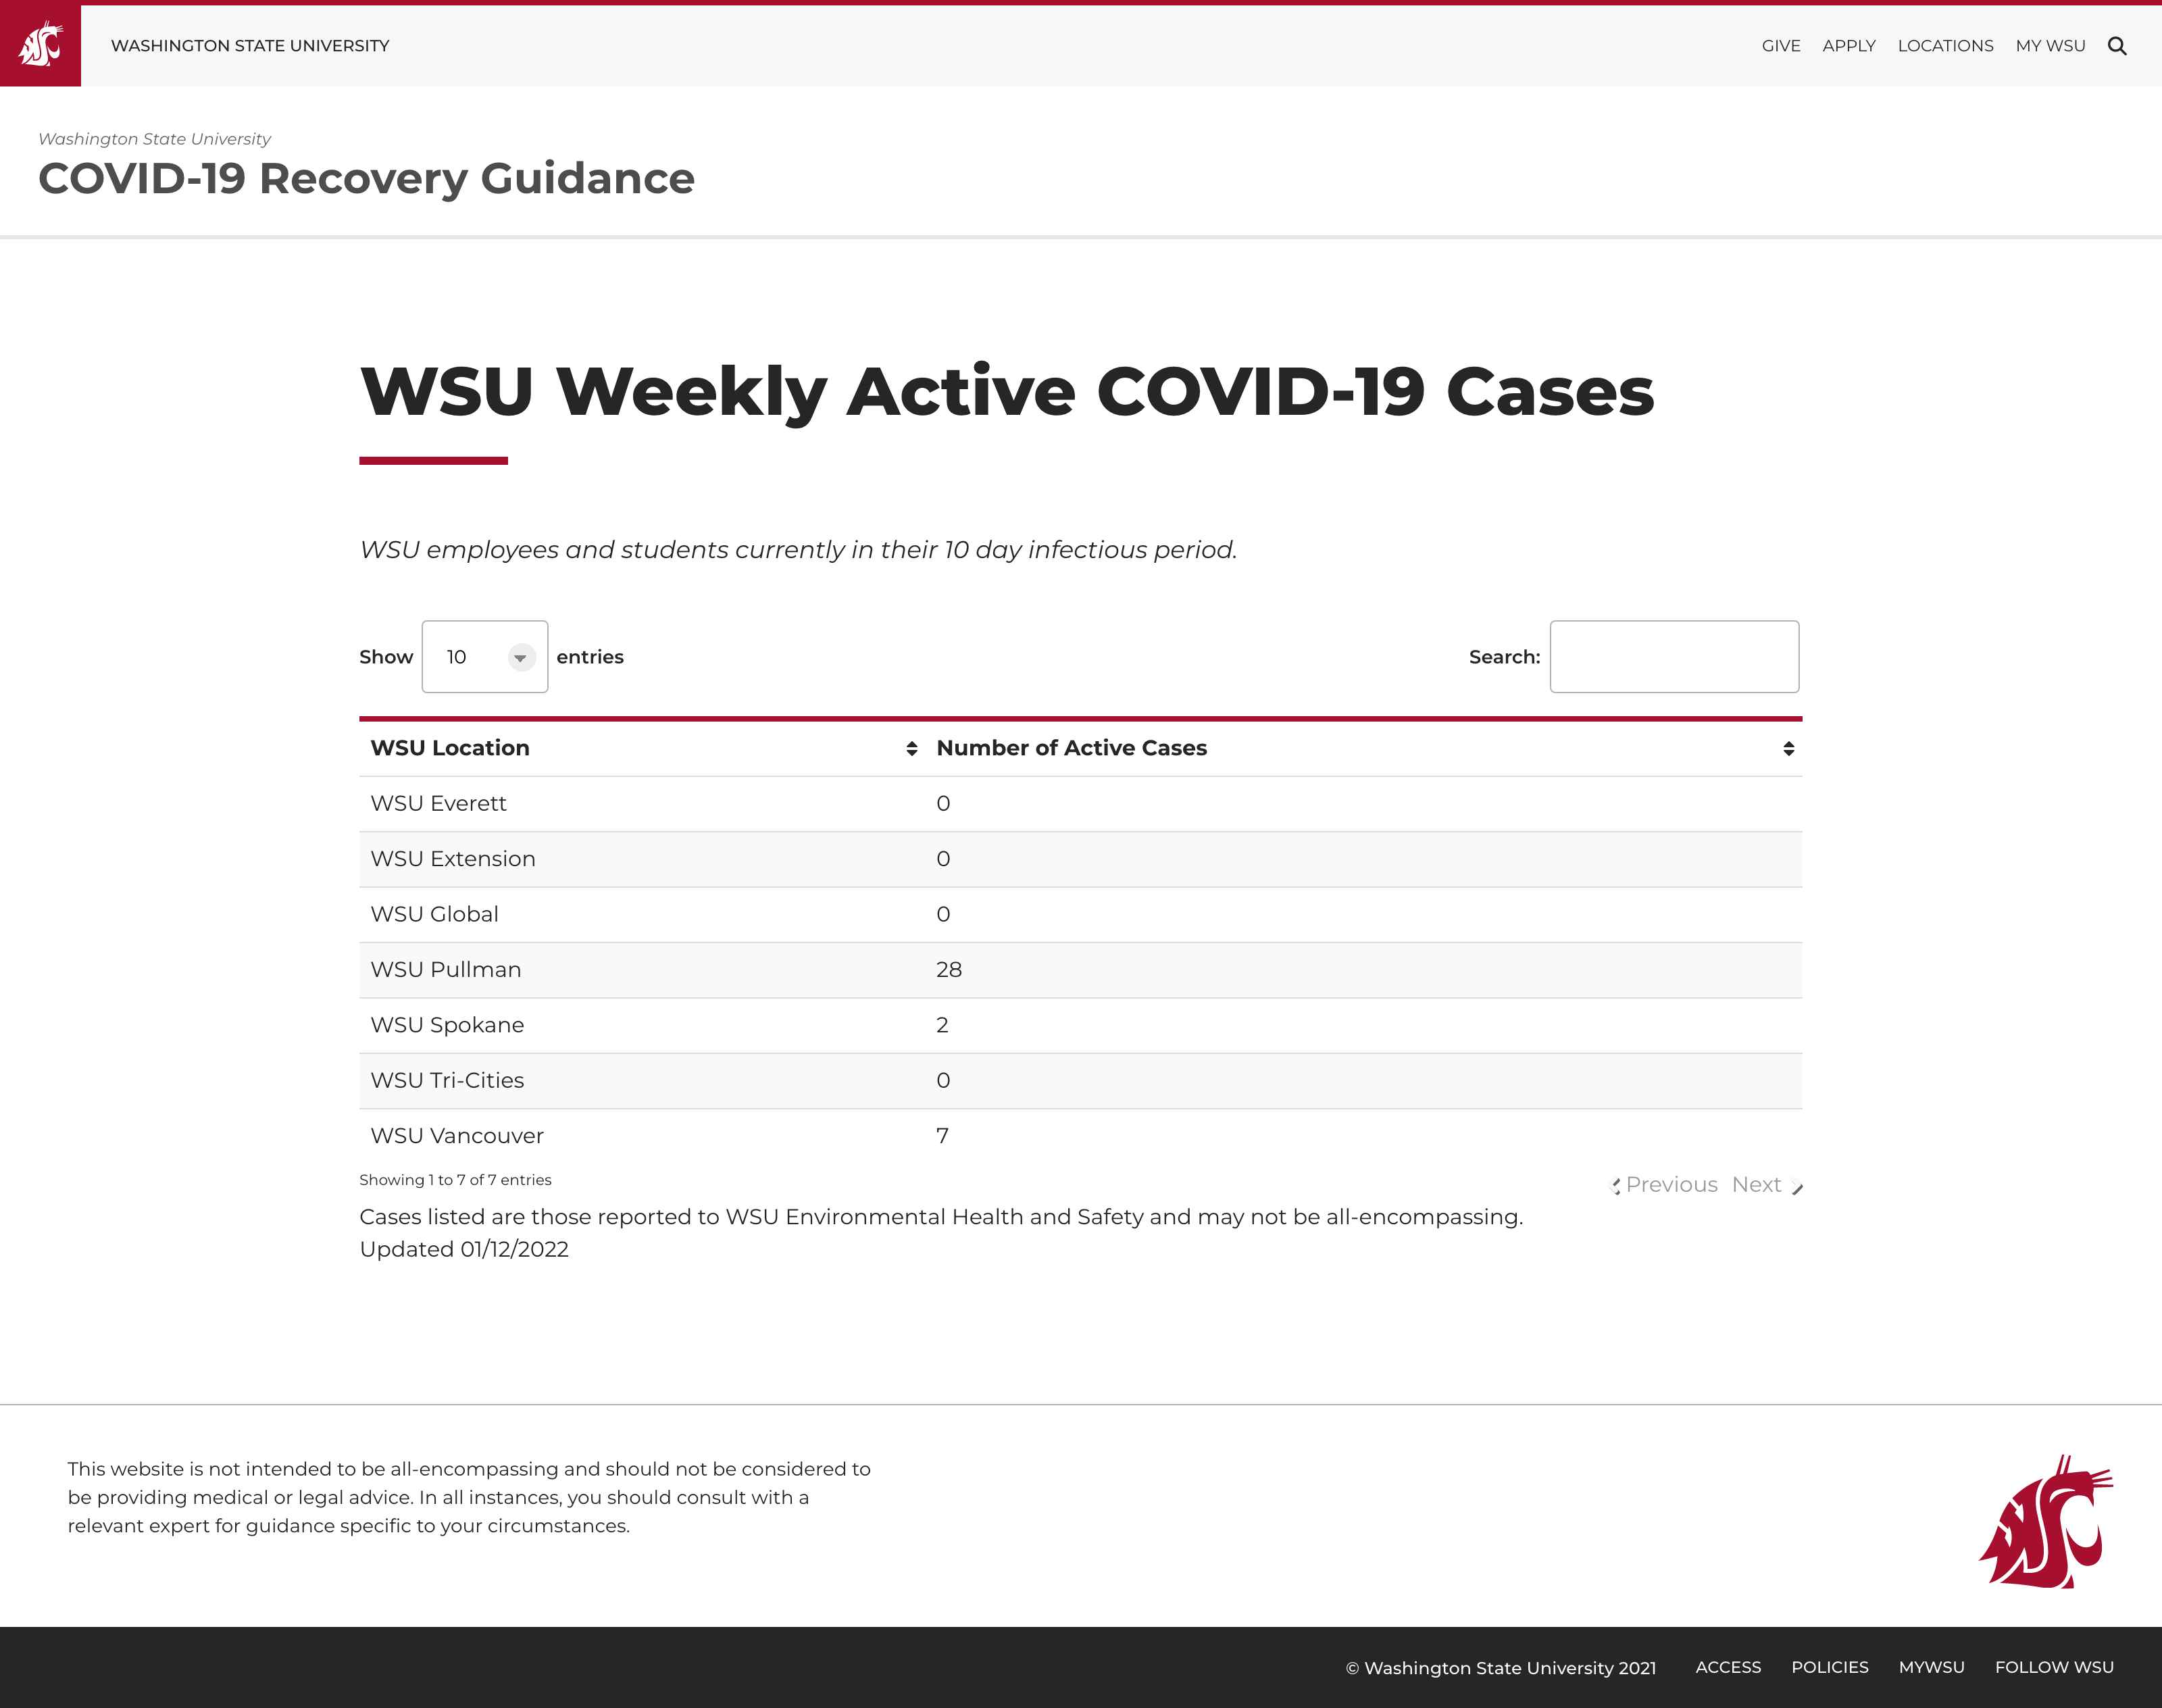 WASHINGTON STATE UNIVERSITY
GIVE APPLY LOCATIONS MY WSU
Washington State University
COVID-19 Recovery Guidance
WSU Weekly Active COVID-19 Cases
WSU employees and students currently in their 10 day infectious period.
Show 10 entries Search:
WSU Location Number of Active Cases
WSU Everett 0
WSU Extension 0
WSU Global 0
WSU Pullman 28
WSU Spokane 2
WSU Tri-Cities 0
WSU Vancouver 7
Showing 1 to 7 of 7 entries Previous Next
Cases listed are those reported to WSU Environmental Health and Safety and may not be all-encompassing.
Updated 01/12/2022
This website is not intended to be all-encompassing and should not be considered to
be providing medical or legal advice. In all instances, you should consult with a
relevant expert for guidance specific to your circumstances.
© Washington State University 2021 ACCESS POLICIES MYWSU FOLLOW WSU